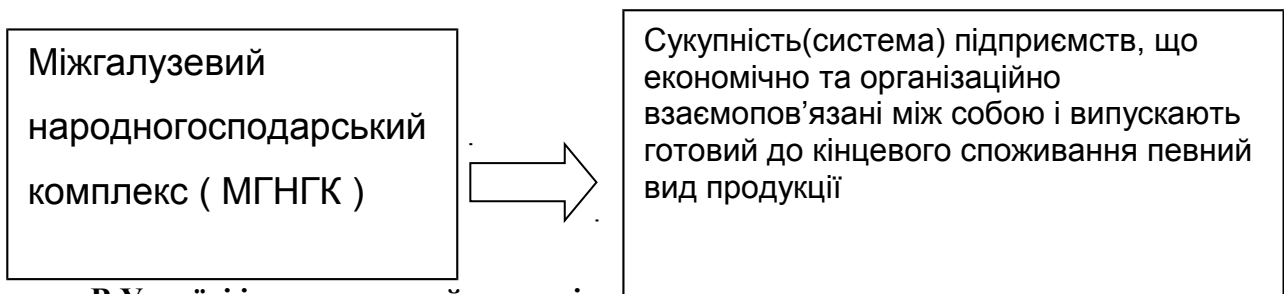 Міжгалузевий
народногосподарський
комплекс ( МГНГК )
Сукупність(система) підприємств, що
економічно та організаційно
взаємопов’язані між собою і випускають
готовий до кінцевого споживання певний
вид продукції
В Україні